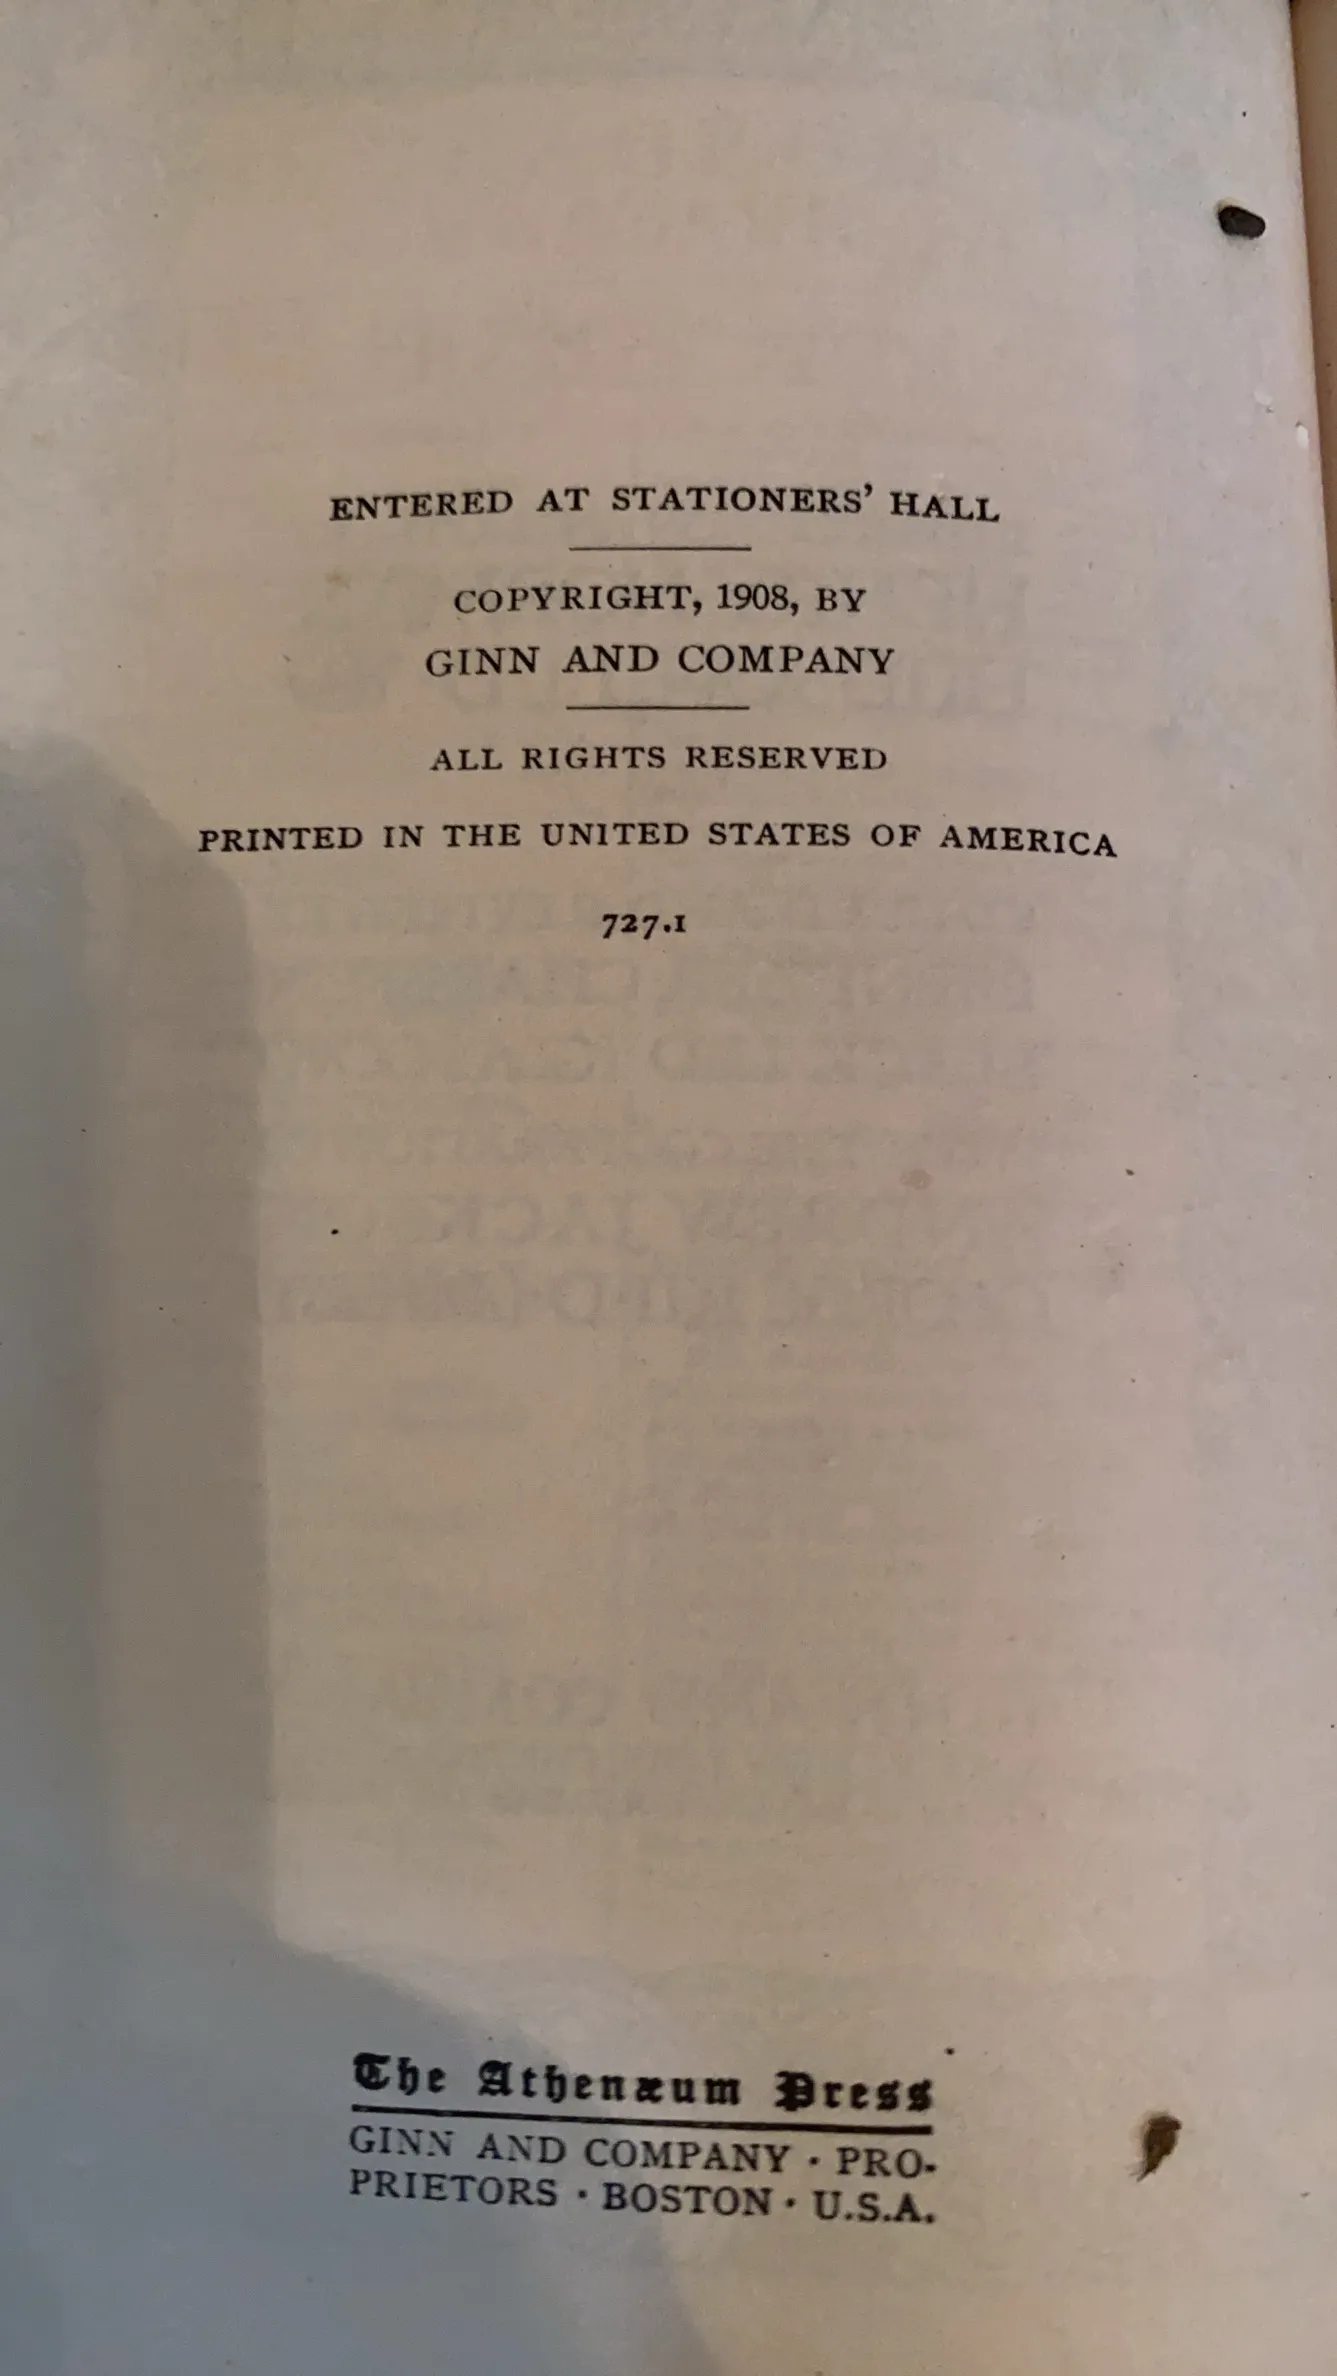 ENTERED AT STATIONERS' HALL
COPYRIGHT, 1908, BY
GINN AND COMPANY
ALL RIGHTS RESERVED
PRINTED IN THE UNITED STATES OF AMERICA
727.1
The Athenæum Press
GINN AND COMPANY · PRO-
PRIETORS · BOSTON · U.S.A.